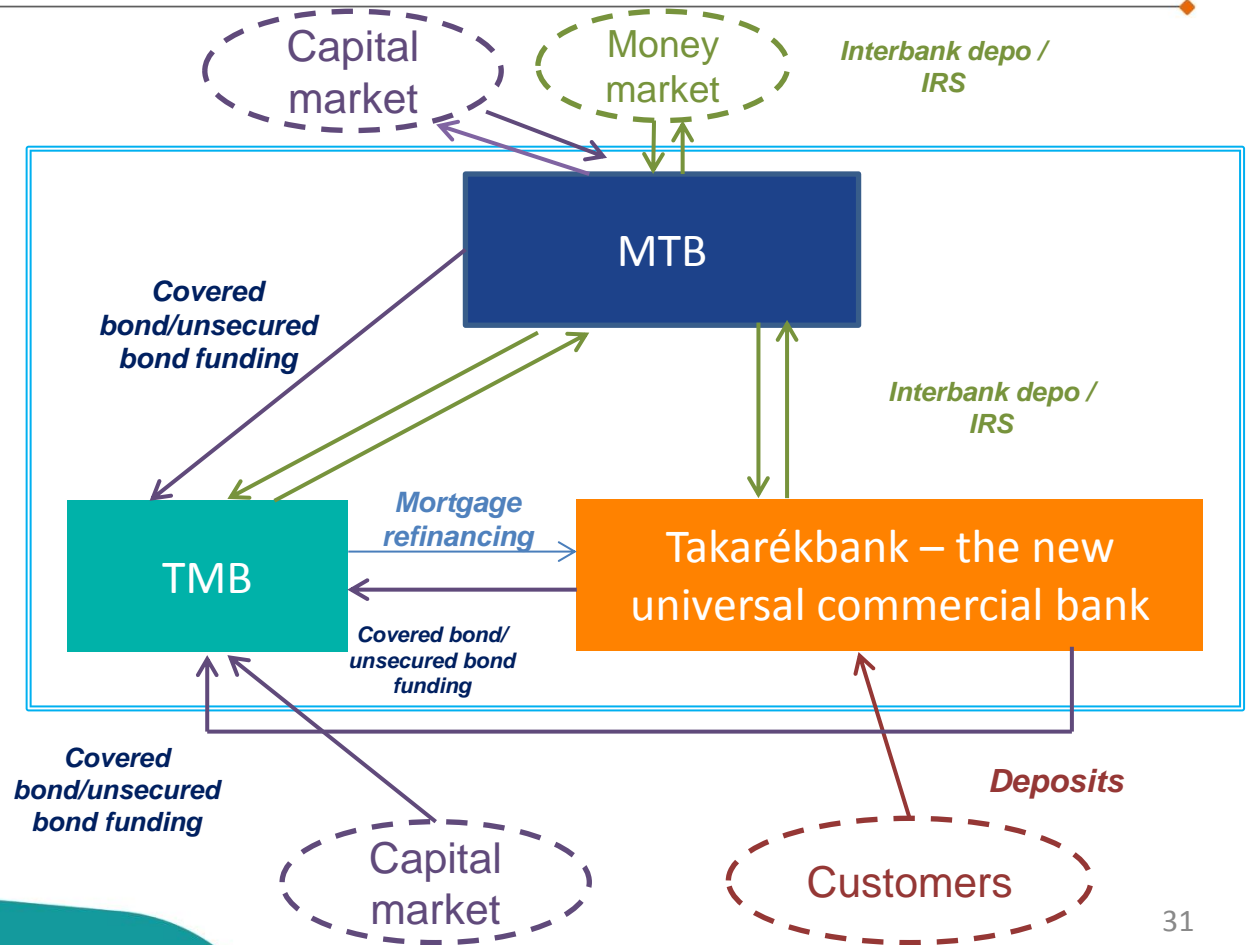 Capital
market
Money
market
Interbank depo /
IRS
MTB
Covered
bond/unsecured
bond funding
Interbank depo /
IRS
Mortgage
refinancing
TMB
Takarékbank – the new
universal commercial bank
Covered bond/
unsecured bond
funding
Covered
bond/unsecured
bond funding
Deposits
Capital
market
Customers
31